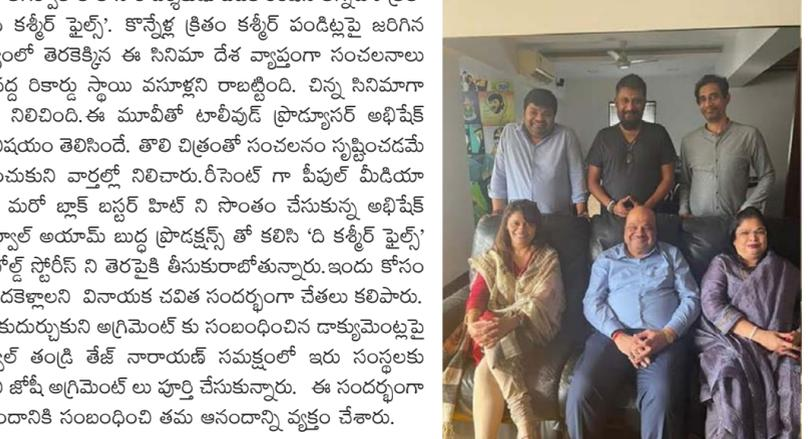 కశ్మీర్ ఫైల్స్’. కొన్నేళ్ల క్రితం కశ్మీర్ పండిట్లపై జరిగిన
తెరకెక్కిన ఈ సినిమా దేశ వ్యాప్తంగా సంచలనాలు
రికార్డు స్థాయి వసూళ్లని రాబట్టింది. చిన్న సినిమాగా
నిలిచింది.ఈ మూవీతో టాలీవుడ్ ప్రొడ్యూసర్ అభిషేక్
తెలిసిందే. తొలి చిత్రంతో సంచలనం సృష్టించడమే
వార్తల్లో నిలిచారు.రీసెంట్ గా పీపుల్ మీడియా
మరో బ్లాక్ బస్టర్ హిట్ ని సొంతం చేసుకున్న అభిషేక్
అయామ్ బుద్ధ ప్రొడక్షన్స్ తో కలిసి ‘ది కశ్మీర్ ఫైల్స్’
స్టోరీస్ ని తెరపైకి తీసుకురాబోతున్నారు.ఇందు కోసం
వినాయక చవిత సందర్భంగా చేతలు కలిపారు.
అగ్రిమెంట్ కు సంబంధించిన డాక్యుమెంట్లపై
తండ్రి తేజ్ నారాయణ్ సమక్షంలో ఇరు సంస్థలకు
జోషీ అగ్రిమెంట్ లు పూర్తి చేసుకున్నారు. ఈ సందర్భంగా
సంబంధించి తమ ఆనందాన్ని వ్యక్తం చేశారు.